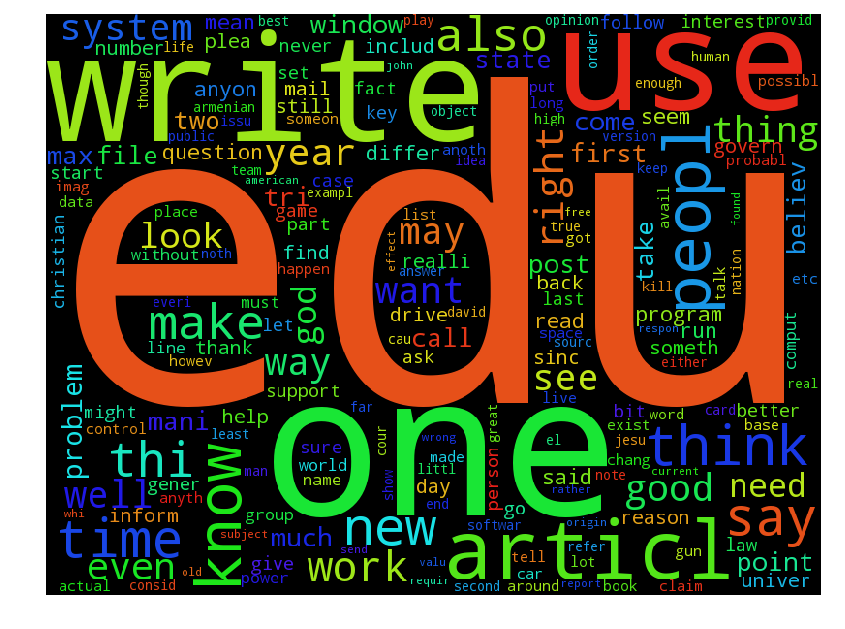 system
number
life
mean
plea
best
someon
window
never
play
includ
john
also
opinion
follow
interest
provid
state
order
human
use
write
though
anyon
set
mail
fact
armenian
issu
still
key
object
put
long
enough
possibl
two
public
high
come
seem
thing
max
file
question
year
differ
anoth
idea
first
version
govern
probabl
start
team
american
case
right
keep
imag
data
tri
exampl
game
list
free
true
got
peopl
avail
found
believ
christian
place
look
part
may
effect
without
noth
find
realli
post
take
talk
nation
edu
happen
answer
back
kill
etc
everi
god
want
last
make
must
let
drive
david
read
program
line
thank
cau
call
space
run
respon
comput
howev
way
ask
sinc
sourc
someth
either
support
see
live
real
problem
might
mani
help
far
one
el
bit
word
card
better
control
least
exist
jesu
base
thi
know
sure
cour
wrong
great
chang
think
world
made
person
said
current
gener
man
name
littl
day
rather
note
well
anyth
show
end
go
good
need
whi
inform
group
new
origin
reason
say
time
subject
much
send
softwar
articl
refer
gun
law
even
old
give
work
valu
tell
lot
point
power
car
actual
consid
requir
second
around
report
book
claim
univer